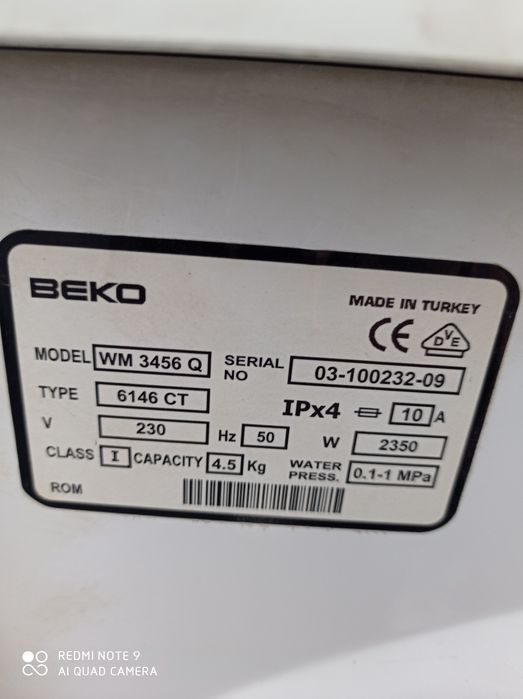 BEKO
MADE IN TURKEY
CE DVE
MODEL WM 3456 Q SERIAL NO 03-100232-09
TYPE 6146 CT IPx4 10 A
V 230 Hz 50 W 2350
CLASS I CAPACITY 4.5 Kg WATER PRESS. 0.1-1 MPa
ROM
REDMI NOTE 9
AI QUAD CAMERA